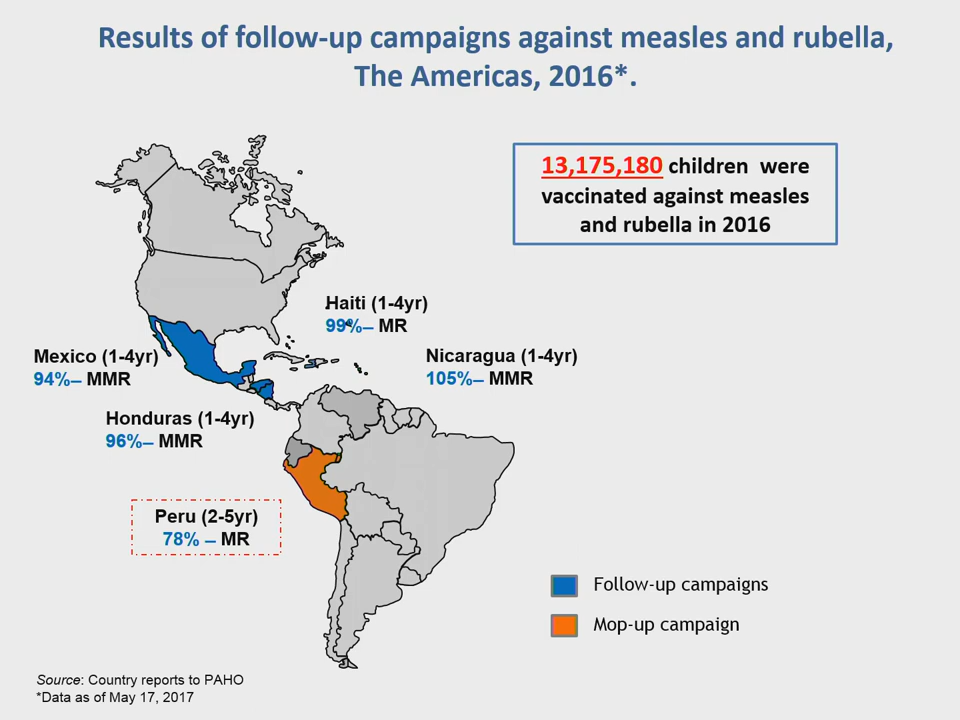 Results of follow-up campaigns against measles and rubella,
The Americas, 2016*.
13,175,180 children were
vaccinated against measles
and rubella in 2016
Haiti (1-4yr)
99%– MR
Mexico (1-4yr)
94%– MMR
Nicaragua (1-4yr)
105%– MMR
Honduras (1-4yr)
96%– MMR
Peru (2-5yr)
78% – MR
Follow-up campaigns
Mop-up campaign
Source: Country reports to PAHO
*Data as of May 17, 2017